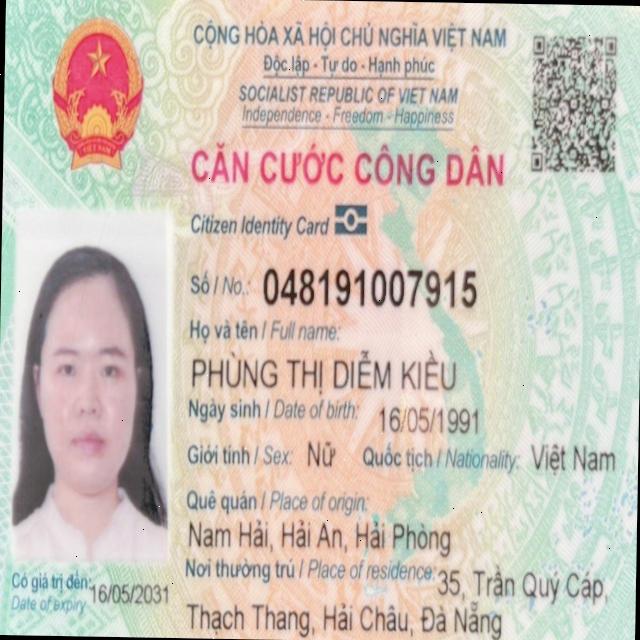 CỘNG HÒA XÃ HỘI CHỦ NGHĨA VIỆT NAM
Độc lập - Tự do - Hạnh phúc
SOCIALIST REPUBLIC OF VIET NAM
Independence - Freedom - Happiness
CĂN CƯỚC CÔNG DÂN
Citizen Identity Card
Số / No.: 048191007915
Họ và tên / Full name:
PHÙNG THỊ DIỄM KIỀU
Ngày sinh / Date of birth: 16/05/1991
Giới tính / Sex: Nữ Quốc tịch / Nationality: Việt Nam
Quê quán / Place of origin:
Nam Hải, Hải An, Hải Phòng
Nơi thường trú / Place of residence: 35, Trần Quý Cáp,
Thạch Thang, Hải Châu, Đà Nẵng
Có giá trị đến: 16/05/2031
Date of expiry
VIỆT NAM